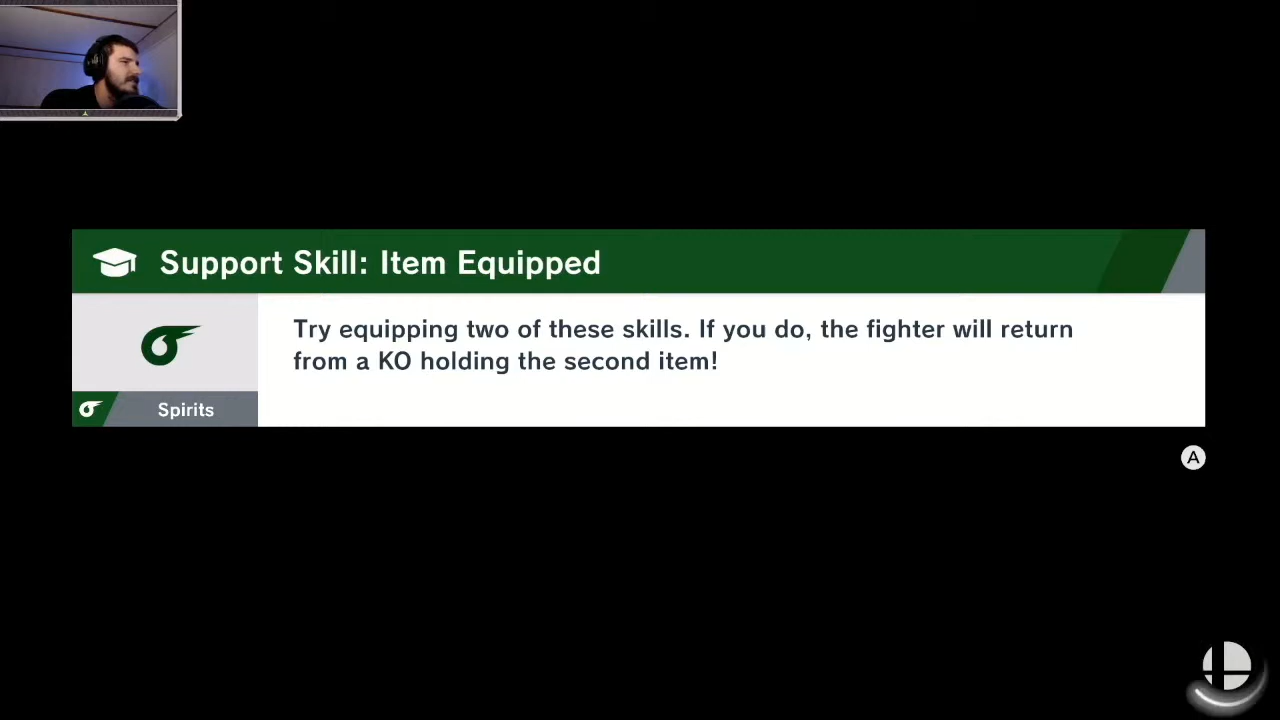 Support Skill: Item Equipped
Try equipping two of these skills. If you do, the fighter will return
from a KO holding the second item!
Spirits
A